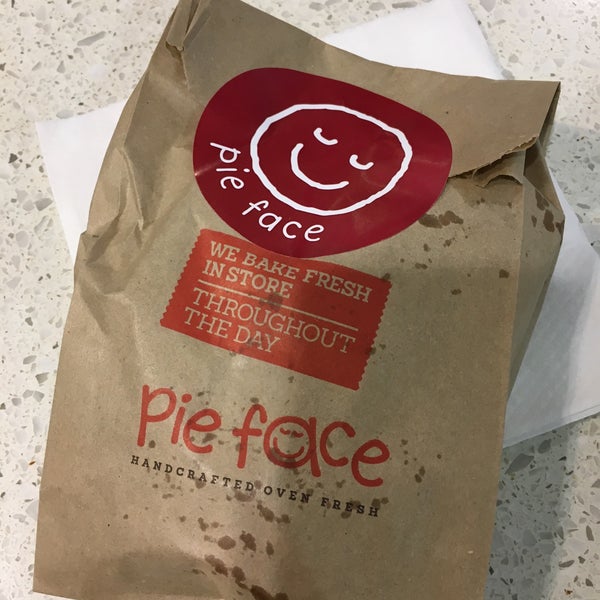 pie face
WE BAKE FRESH
IN STORE
THROUGHOUT
THE DAY
pie face
HANDCRAFTED OVEN FRESH